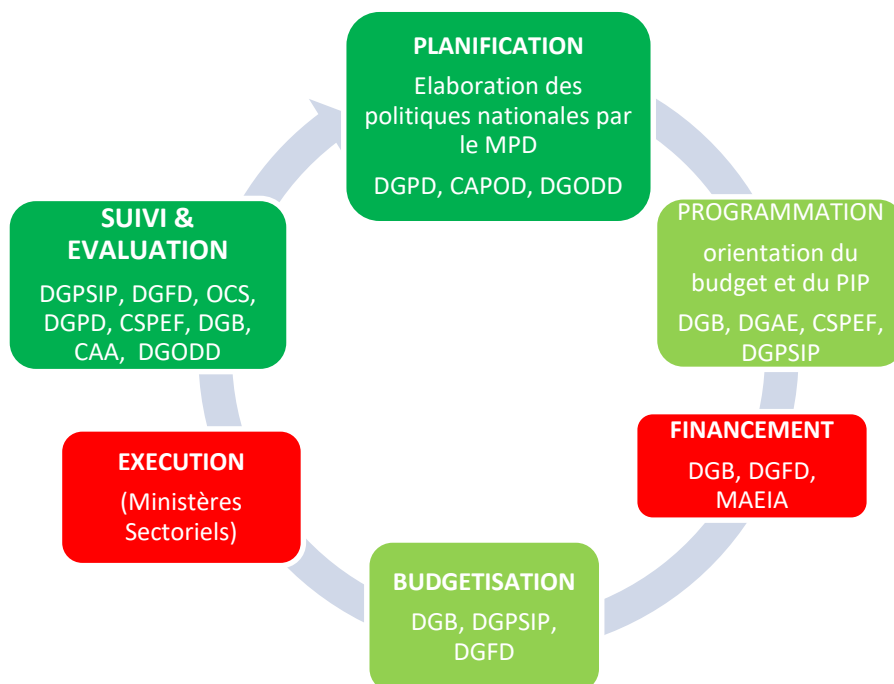 PLANIFICATION
Elaboration des
politiques nationales par
le MPD
DGPD, CAPOD, DGODD
PROGRAMMATION
orientation du
budget et du PIP
DGB, DGAE, CSPEF,
DGPSIP
FINANCEMENT
DGB, DGFD,
MAEIA
BUDGETISATION
DGB, DGPSIP,
DGFD
EXECUTION
(Ministères
Sectoriels)
SUIVI &
EVALUATION
DGPSIP, DGFD, OCS,
DGPD, CSPEF, DGB,
CAA, DGODD